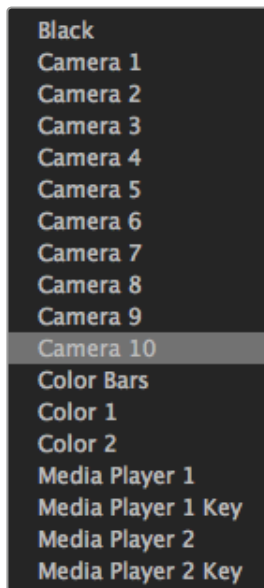 Black
Camera 1
Camera 2
Camera 3
Camera 4
Camera 5
Camera 6
Camera 7
Camera 8
Camera 9
Camera 10
Color Bars
Color 1
Color 2
Media Player 1
Media Player 1 Key
Media Player 2
Media Player 2 Key